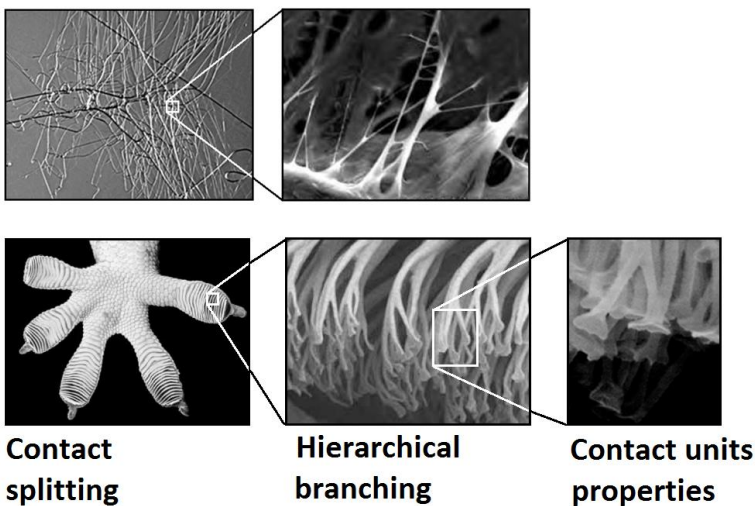 Contact
splitting
Hierarchical
branching
Contact units
properties